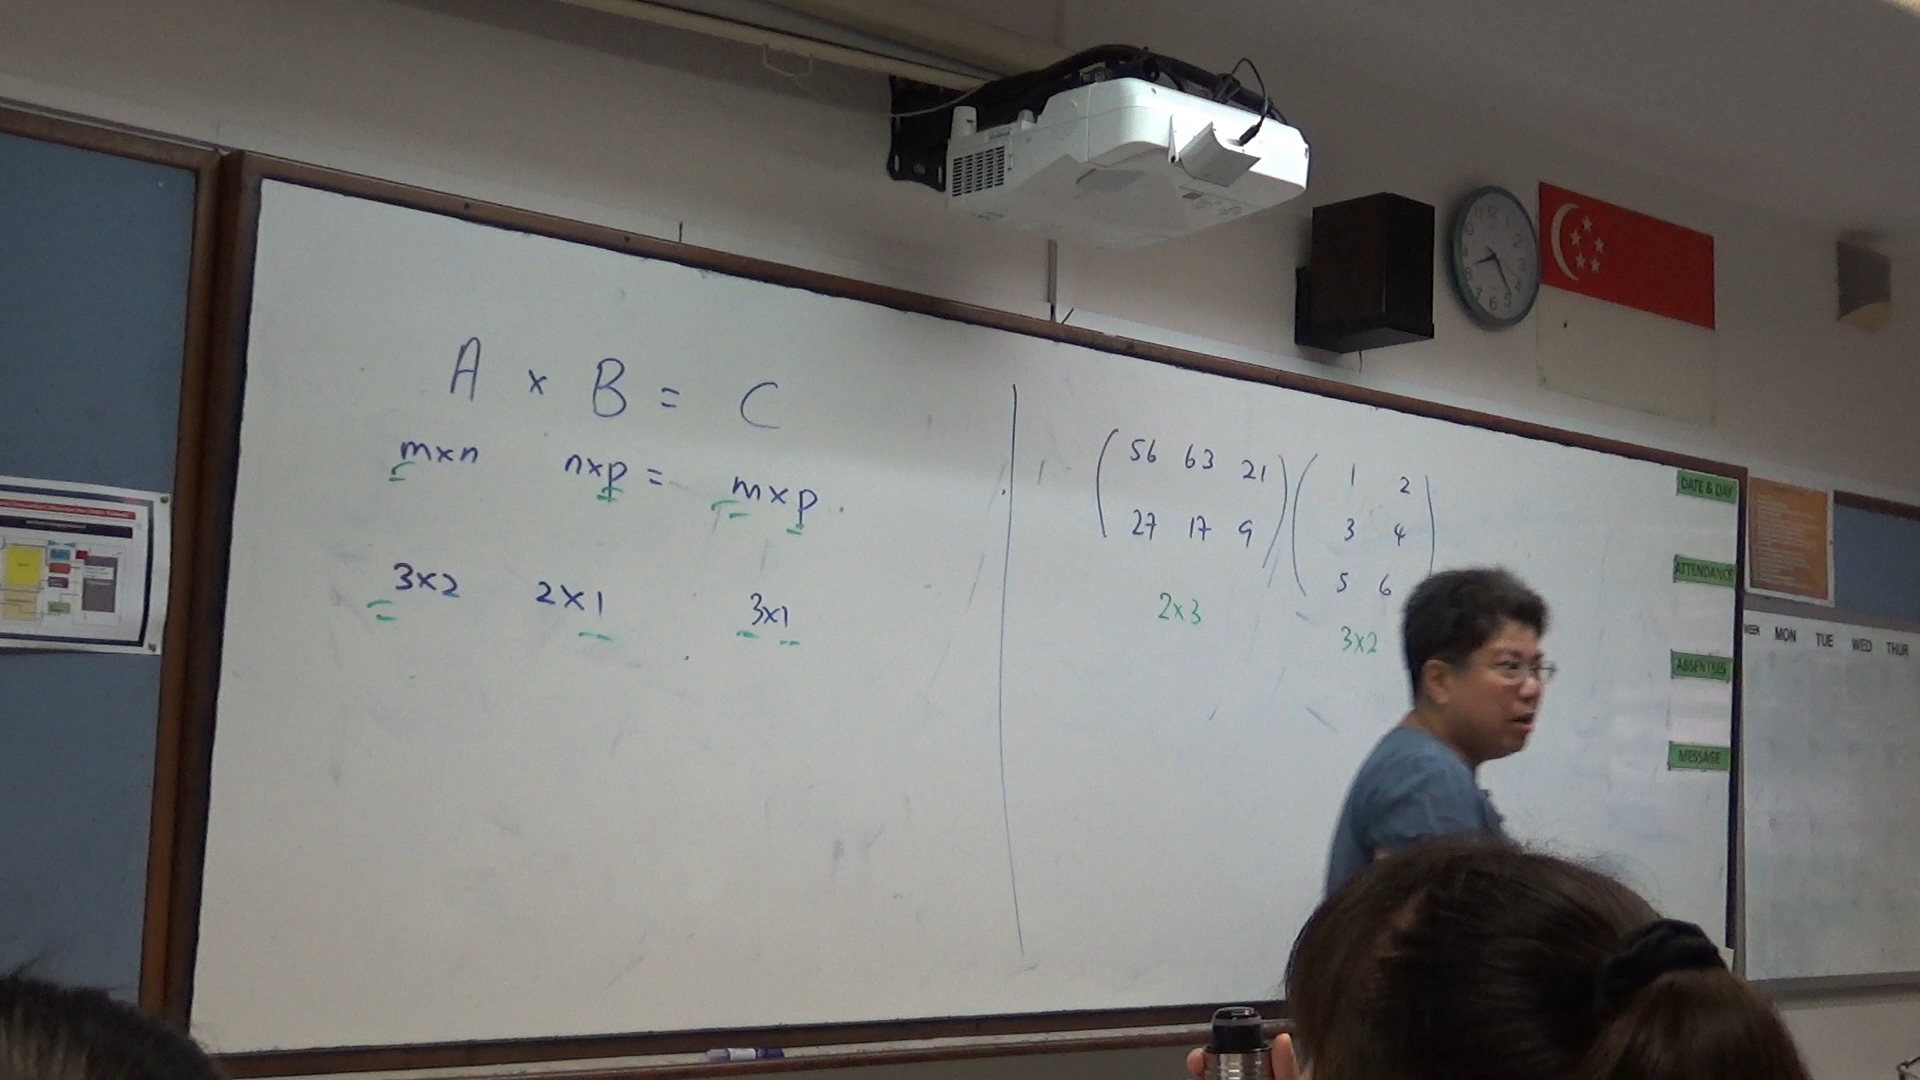 A × B = C
m×n n×p = m×p.
3×2 2×1 3×1
56 63 21
27 17 9
1 2
3 4
5 6
2×3
3×2
DATE & DAY
ATTENDANCE
ABSENTEES
MESSAGE
WEEK MON TUE WED THUR